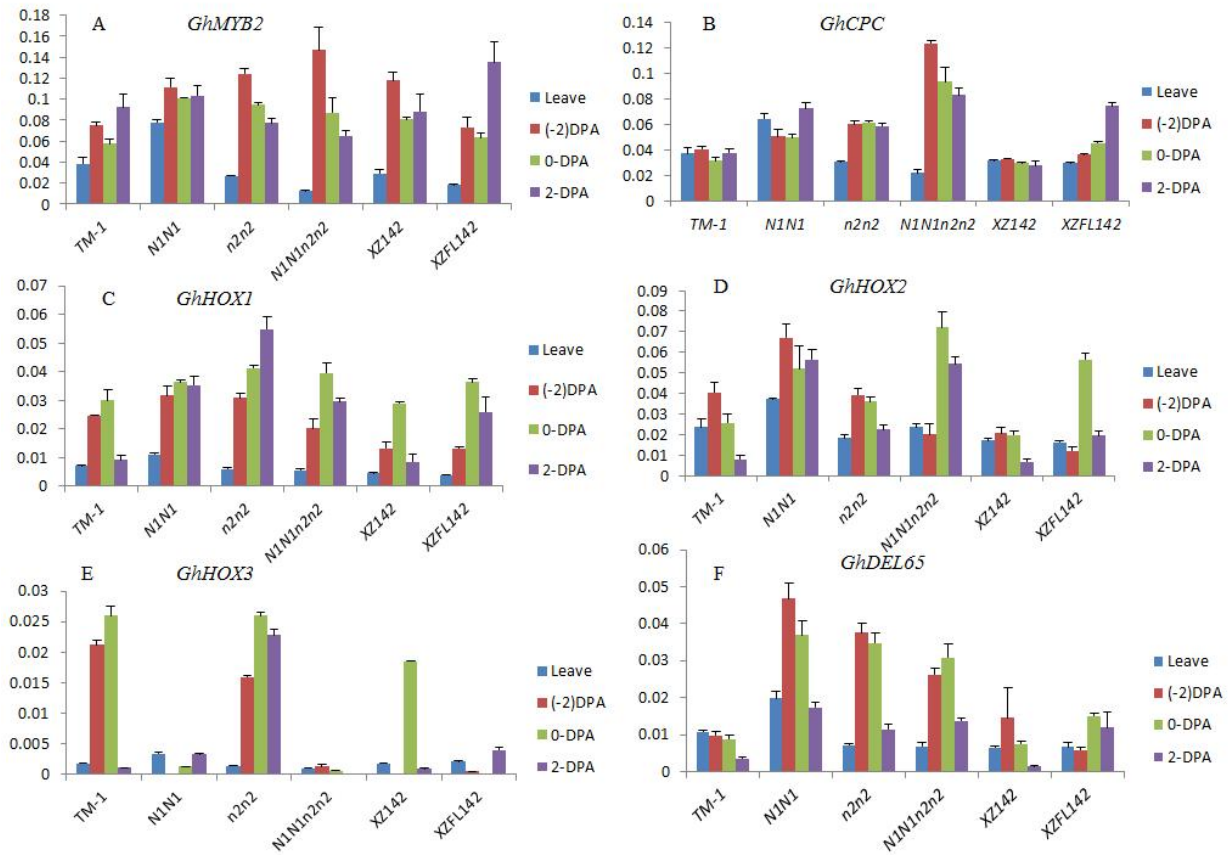 A GhMYB2
0.18
0.16
0.14
0.12
0.1
0.08
0.06
0.04
0.02
0
TM-1 N1N1 n2n2 N1N1n2n2 XZ142 XZFL142
Leave
(-2)DPA
0-DPA
2-DPA
B GhCPC
0.14
0.12
0.10
0.08
0.06
0.04
0.02
0
TM-1 N1N1 n2n2 N1N1n2n2 XZ142 XZFL142
Leave
(-2)DPA
0-DPA
2-DPA
C GhHOX1
0.07
0.06
0.05
0.04
0.03
0.02
0.01
0
TM-1 N1N1 n2n2 N1N1n2n2 XZ142 XZFL142
Leave
(-2)DPA
0-DPA
2-DPA
D GhHOX2
0.09
0.08
0.07
0.06
0.05
0.04
0.03
0.02
0.01
0
TM-1 N1N1 n2n2 N1N1n2n2 XZ142 XZFL142
Leave
(-2)DPA
0-DPA
2-DPA
E GhHOX3
0.03
0.025
0.02
0.015
0.01
0.005
0
TM-1 N1N1 n2n2 N1N1n2n2 XZ142 XZFL142
Leave
(-2)DPA
0-DPA
2-DPA
F GhDEL65
0.06
0.05
0.04
0.03
0.02
0.01
0
TM-1 N1N1 n2n2 N1N1n2n2 XZ142 XZFL142
Leave
(-2)DPA
0-DPA
2-DPA